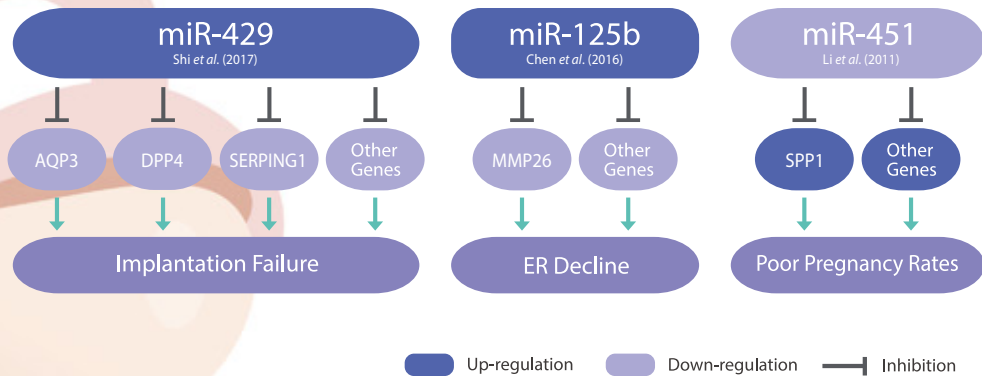 miR-429
Shi et al. (2017)
miR-125b
Chen et al. (2016)
miR-451
Li et al. (2011)
AQP3
DPP4
SERPING1
Other
Genes
MMP26
Other
Genes
SPP1
Other
Genes
Implantation Failure
ER Decline
Poor Pregnancy Rates
Up-regulation
Down-regulation
Inhibition